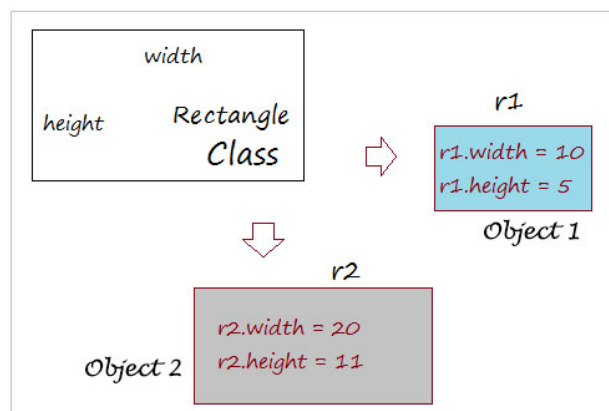 width
height
Rectangle
Class
r1
r1.width = 10
r1.height = 5
Object 1
r2
r2.width = 20
r2.height = 11
Object 2